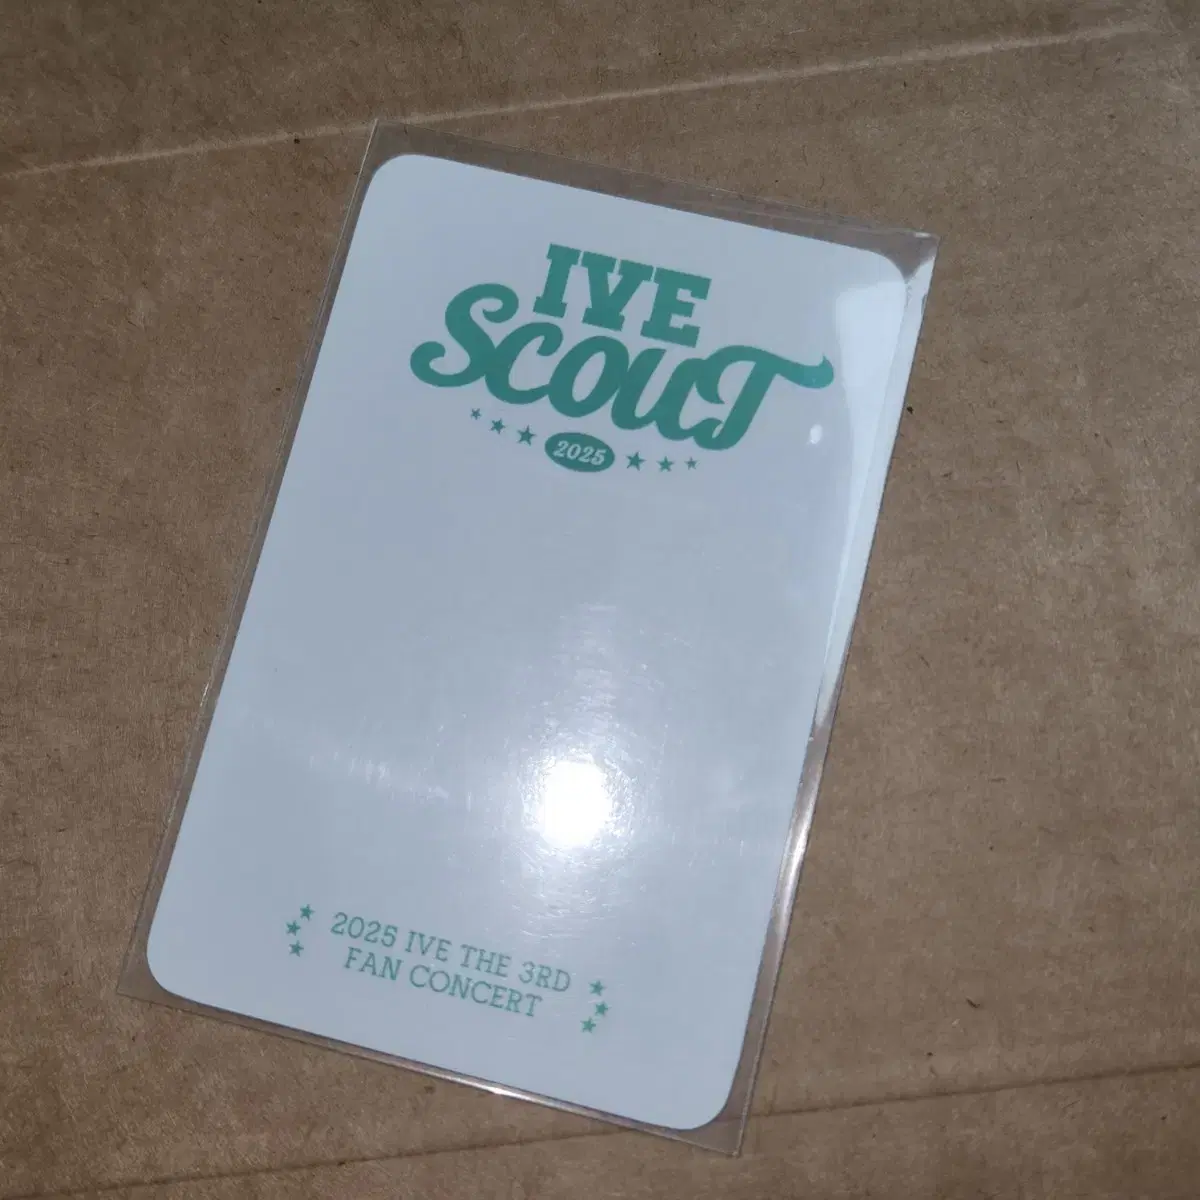 IVE
SCOUT
2025
2025 IVE THE 3RD
FAN CONCERT